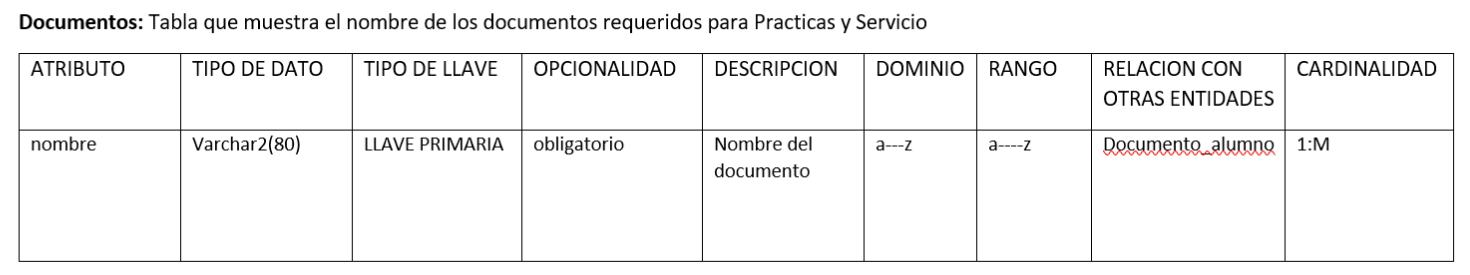 Documentos: Tabla que muestra el nombre de los documentos requeridos para Practicas y Servicio
ATRIBUTO TIPO DE DATO TIPO DE LLAVE OPCIONALIDAD DESCRIPCION DOMINIO RANGO RELACION CON CARDINALIDAD
OTRAS ENTIDADES
nombre Varchar2(80) LLAVE PRIMARIA obligatorio Nombre del a---z a----z Documento_alumno 1:M
documento